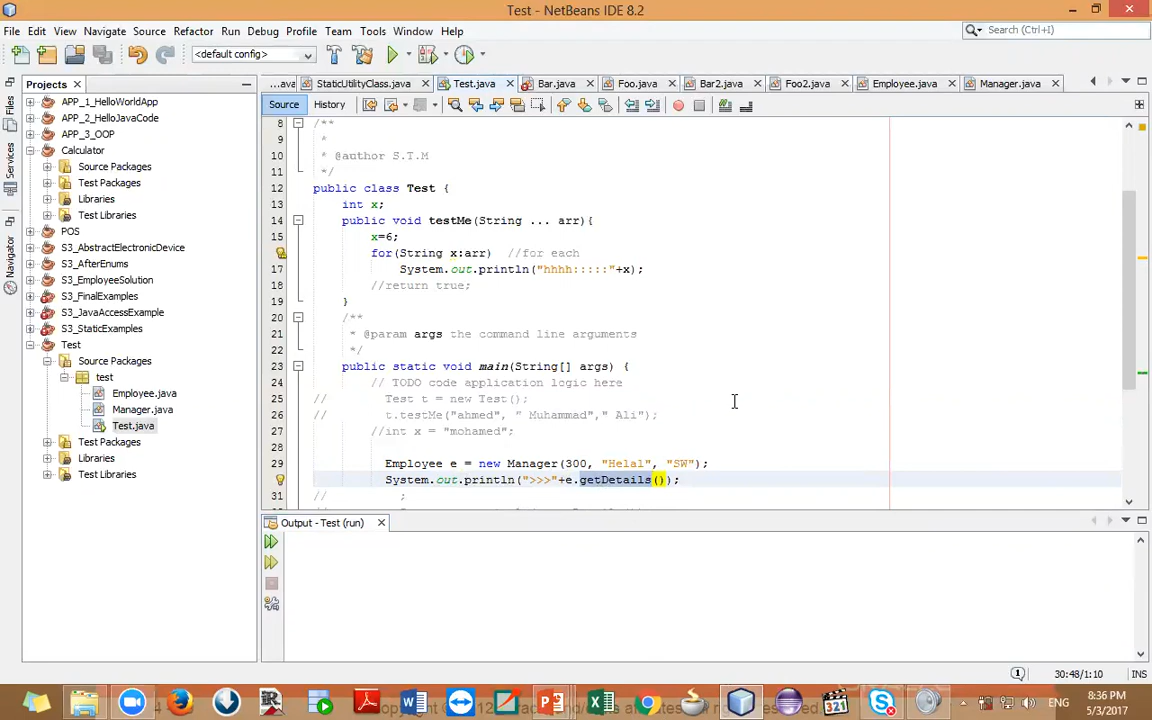 Test - NetBeans IDE 8.2
File Edit View Navigate Source Refactor Run Debug Profile Team Tools Window Help
Search (Ctrl+I)
<default config>
Projects
...ava StaticUtilityClass.java Test.java Bar.java Foo.java Bar2.java Foo2.java Employee.java Manager.java
Files
Services
Navigator
APP_1_HelloWorldApp
APP_2_HelloJavaCode
APP_3_OOP
Calculator
Source Packages
Test Packages
Libraries
Test Libraries
POS
S3_AbstractElectronicDevice
S3_AfterEnums
S3_EmployeeSolution
S3_FinalExamples
S3_JavaAccessExample
S3_StaticExamples
Test
Source Packages
test
Employee.java
Manager.java
Test.java
Test Packages
Libraries
Test Libraries
Source History
8 /**
9 *
10 * @author S.T.M
11 */
12 public class Test {
13 int x;
14 public void testMe(String ... arr){
15 x=6;
for(String x:arr) //for each
17 System.out.println("hhhh:::::"+x);
18 //return true;
19 }
20 /**
21 * @param args the command line arguments
22 */
23 public static void main(String[] args) {
24 // TODO code application logic here
25 // Test t = new Test();
26 // t.testMe("ahmed", " Muhammad"," Ali");
27 //int x = "mohamed";
28
29 Employee e = new Manager(300, "Helal", "SW");
System.out.println(">>>"+e.getDetails());
31 // ;
Output - Test (run)
30:48/1:10 INS
321
ENG
8:36 PM
5/3/2017